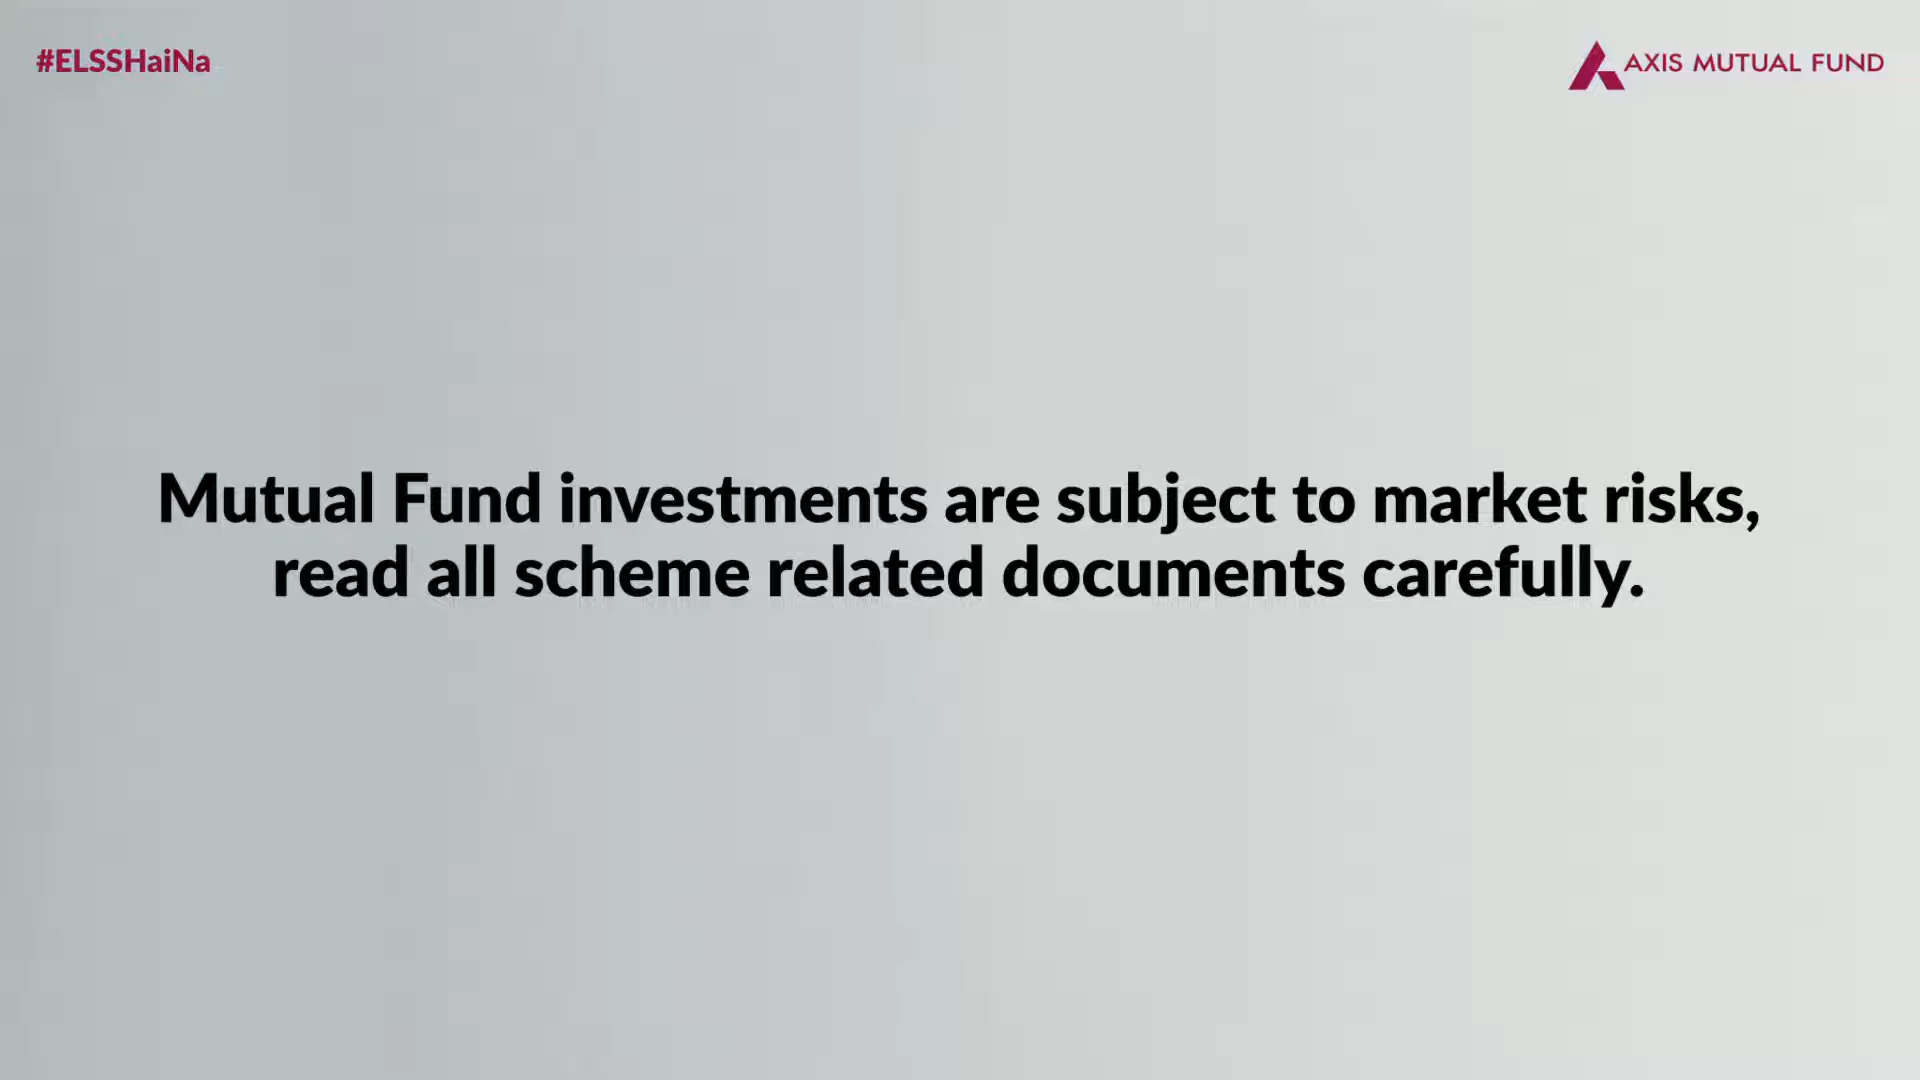 #ELSSHaiNa
AXIS MUTUAL FUND
Mutual Fund investments are subject to market risks,
read all scheme related documents carefully.